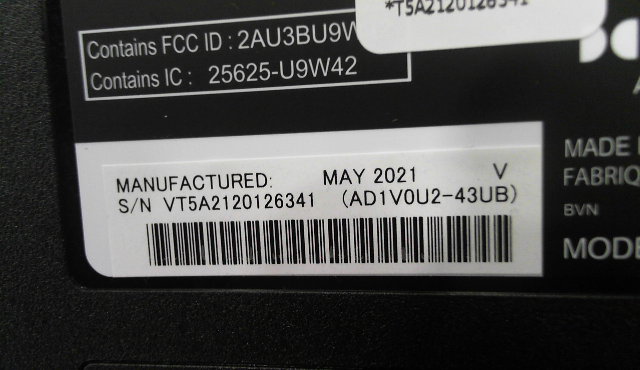 *T5A2120126341
Contains FCC ID : 2AU3BU9W
Contains IC : 25625-U9W42
MANUFACTURED: MAY 2021 V
S/N VT5A2120126341 (AD1V0U2-43UB)
MADE
FABRIQ
BVN
MODE